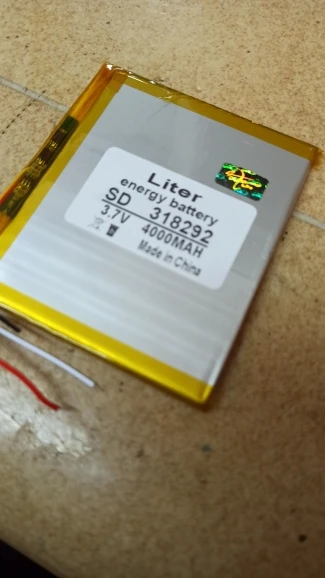 Liter
energy battery
SD 318292
3.7V 4000MAH
Made in China